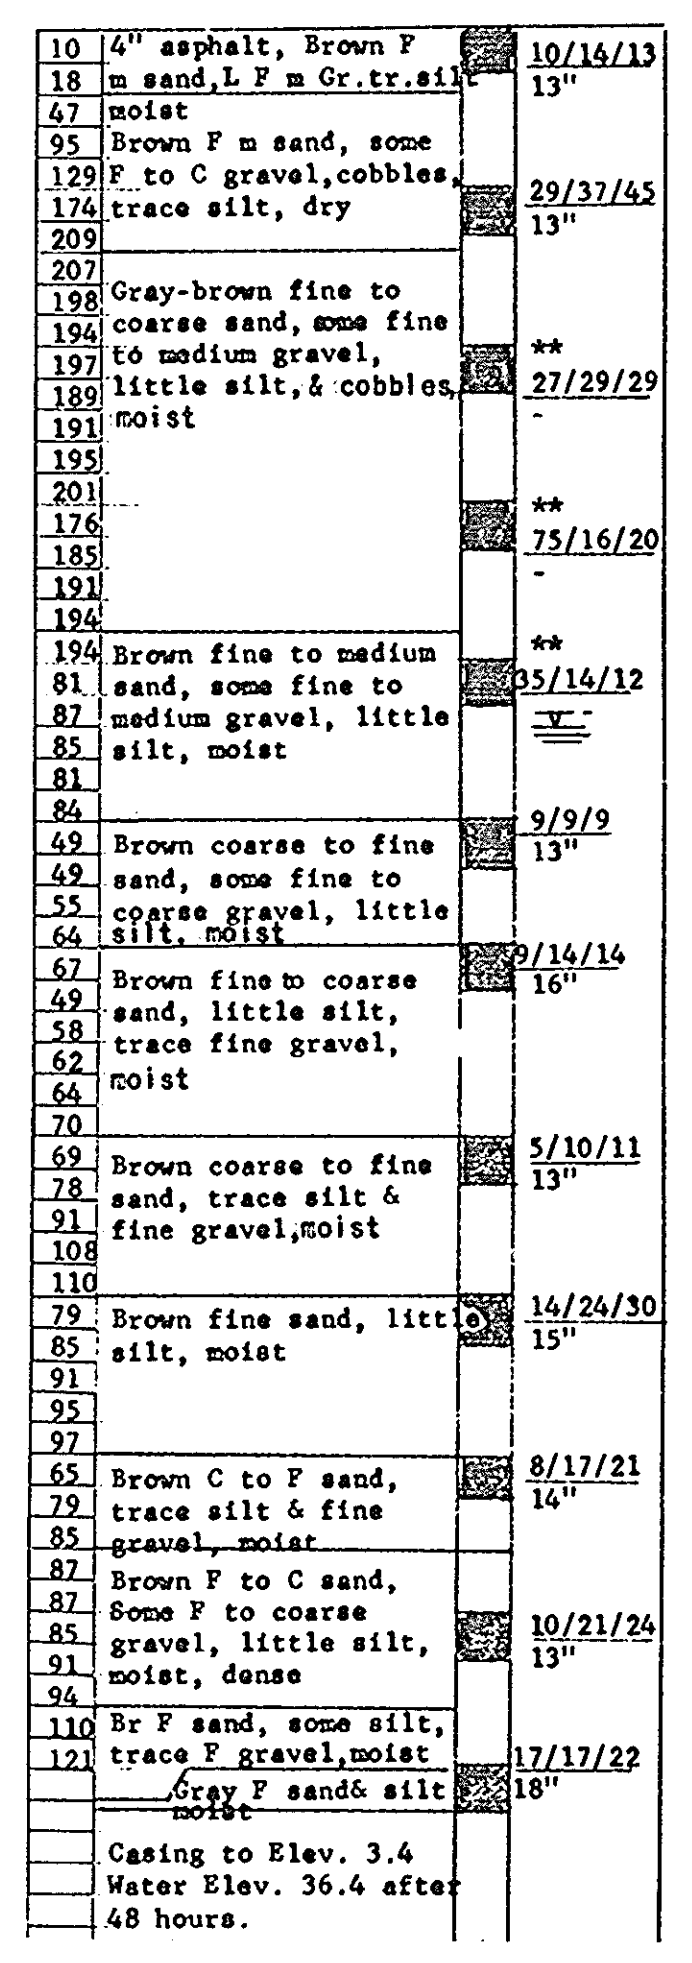 10 4" asphalt, Brown F 10/14/13
18 m sand, L F m Gr.tr.silt 13"
47 moist
95 Brown F m sand, some
129 F to C gravel,cobbles, 29/37/45
174 trace silt, dry 13"
209
207
198 Gray-brown fine to
194 coarse sand, some fine **
197 to medium gravel, 27/29/29
189 little silt,& cobbles, -
191 moist
195
201 **
176 75/16/20
185 -
191
194
194 Brown fine to medium **
81 sand, some fine to 35/14/12
87 medium gravel, little
85 silt, moist
81
84 9/9/9
49 Brown coarse to fine 13"
49 sand, some fine to
55 coarse gravel, little
64 silt. moist 9/14/14
67 Brown fine to coarse 16"
49 sand, little silt,
58 trace fine gravel,
62 moist
64
70 5/10/11
69 Brown coarse to fine 13"
78 sand, trace silt &
91 fine gravel,moist
108
110 14/24/30
79 Brown fine sand, little 15"
85 silt, moist
91
95
97 8/17/21
65 Brown C to F sand, 14"
79 trace silt & fine
85 gravel, moist
87 Brown F to C sand,
87 Some F to coarse 10/21/24
85 gravel, little silt, 13"
91 moist, dense
94
110 Br F sand, some silt,
121 trace F gravel,moist 17/17/22
Gray F sand& silt 18"
moist
Casing to Elev. 3.4
Water Elev. 36.4 after
48 hours.